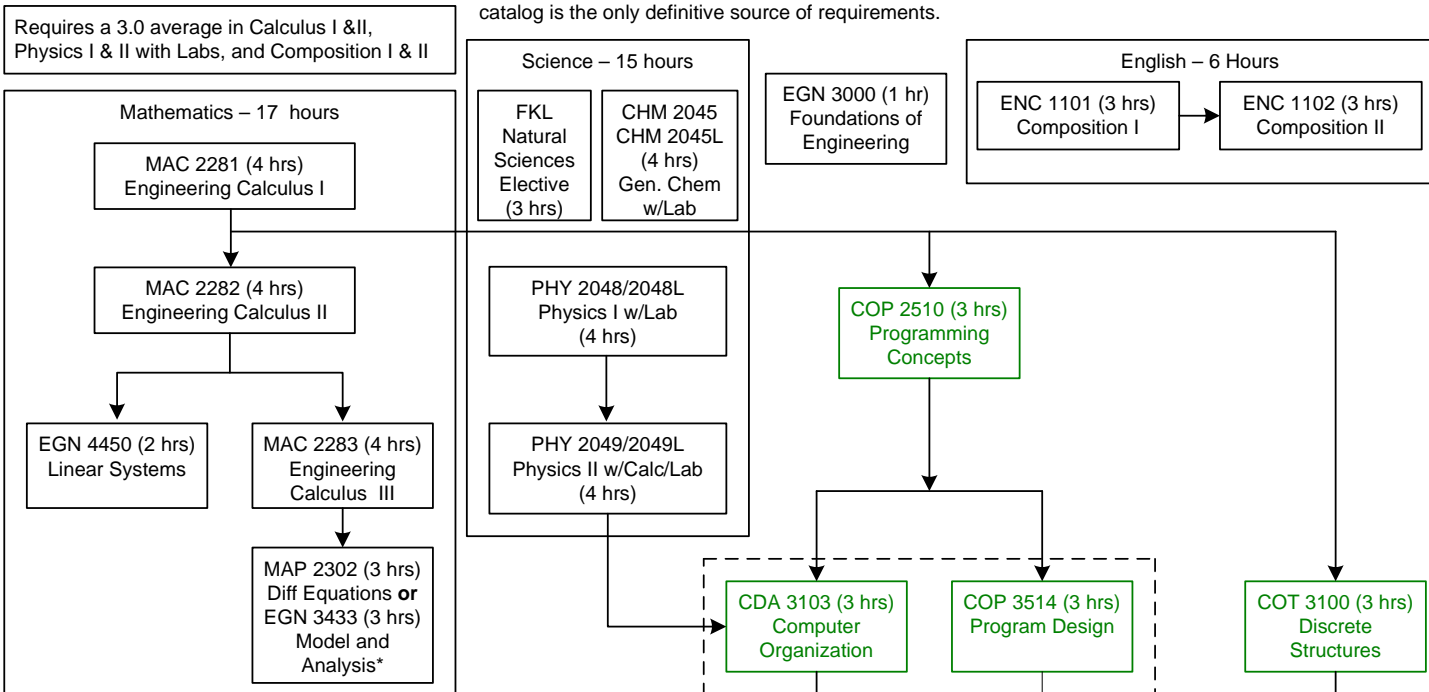 catalog is the only definitive source of requirements.
Requires a 3.0 average in Calculus I &II,
Physics I & II with Labs, and Composition I & II
Mathematics – 17 hours
MAC 2281 (4 hrs)
Engineering Calculus I
MAC 2282 (4 hrs)
Engineering Calculus II
EGN 4450 (2 hrs)
Linear Systems
MAC 2283 (4 hrs)
Engineering
Calculus III
MAP 2302 (3 hrs)
Diff Equations or
EGN 3433 (3 hrs)
Model and
Analysis*
Science – 15 hours
FKL
Natural
Sciences
Elective
(3 hrs)
CHM 2045
CHM 2045L
(4 hrs)
Gen. Chem
w/Lab
PHY 2048/2048L
Physics I w/Lab
(4 hrs)
PHY 2049/2049L
Physics II w/Calc/Lab
(4 hrs)
EGN 3000 (1 hr)
Foundations of
Engineering
English – 6 Hours
ENC 1101 (3 hrs)
Composition I
ENC 1102 (3 hrs)
Composition II
COP 2510 (3 hrs)
Programming
Concepts
CDA 3103 (3 hrs)
Computer
Organization
COP 3514 (3 hrs)
Program Design
COT 3100 (3 hrs)
Discrete
Structures